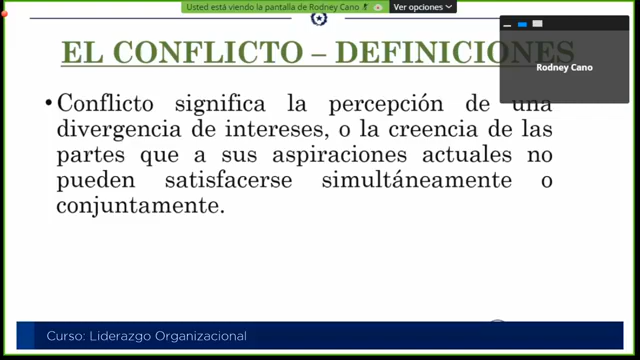 Usted está viendo la pantalla de Rodney Cano
Ver opciones
EL CONFLICTO – DEFINICIONES
Rodney Cano
• Conflicto significa la percepción de una
divergencia de intereses, o la creencia de las
partes que a sus aspiraciones actuales no
pueden satisfacerse simultáneamente o
conjuntamente.
Curso: Liderazgo Organizacional